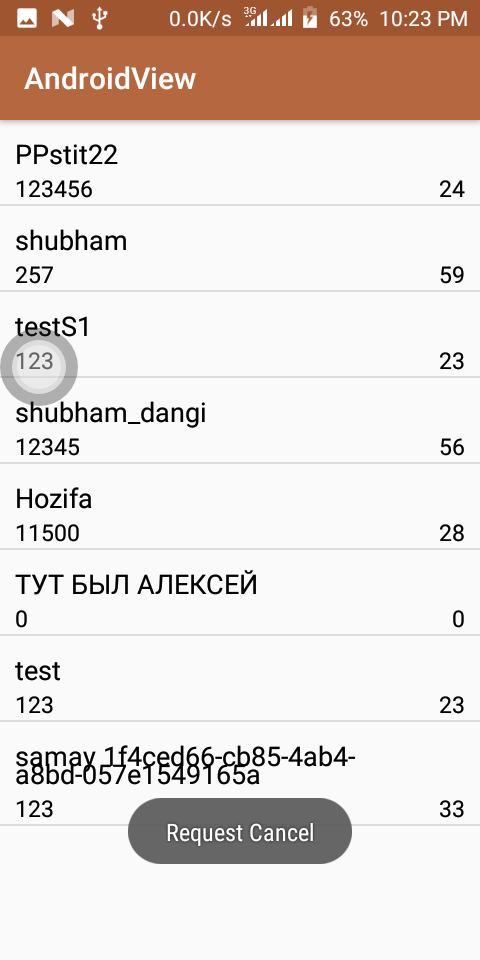 0.0K/s 3G 63% 10:23 PM
AndroidView
PPstit22
123456 24
shubham
257 59
testS1
123 23
shubham_dangi
12345 56
Hozifa
11500 28
ТУТ БЫЛ АЛЕКСЕЙ
0 0
test
123 23
samay 1f4ced66-cb85-4ab4-
a8bd-057e1549165a
123 33
Request Cancel